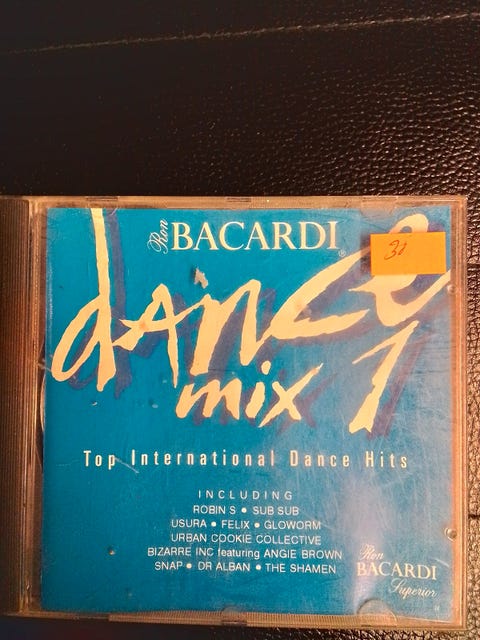 Ron BACARDI®
30
dance
mix 1
Top International Dance Hits
INCLUDING
ROBIN S • SUB SUB
USURA • FELIX • GLOWORM
URBAN COOKIE COLLECTIVE
BIZARRE INC featuring ANGIE BROWN
SNAP • DR ALBAN • THE SHAMEN
Ron
BACARDI
Superior